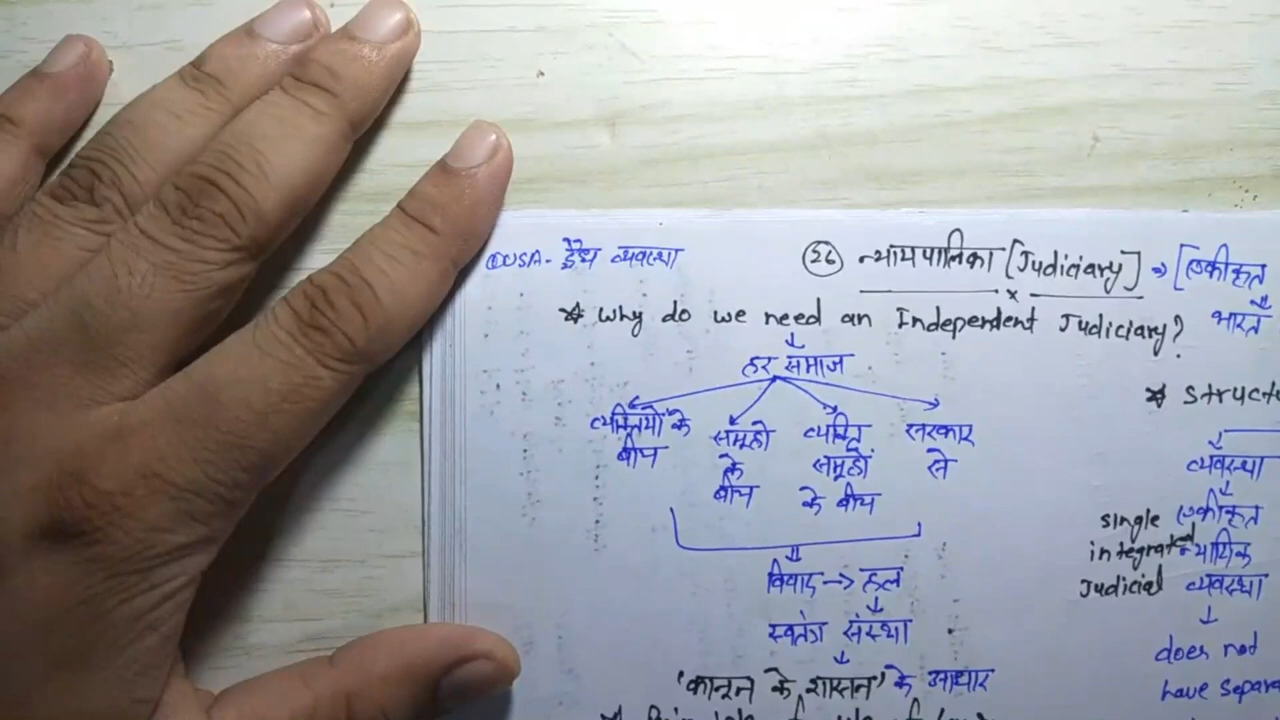 ① USA - द्वैध व्यवस्था
26 न्यायपालिका [Judiciary] ⇒ [एकीकृत
भारत
* Why do we need an Independent Judiciary?
हर समाज
व्यक्तियों के बीच
समूहो के बीच
व्यक्ति समूहों के बीच
सरकार से
विवाद → हल
स्वतंत्र संस्था
'कानून के शासन' के आधार
* Structu
व्यवस्था
एकीकृत
न्यायिक
व्यवस्था
single
integrated
Judicial
does not
have separa